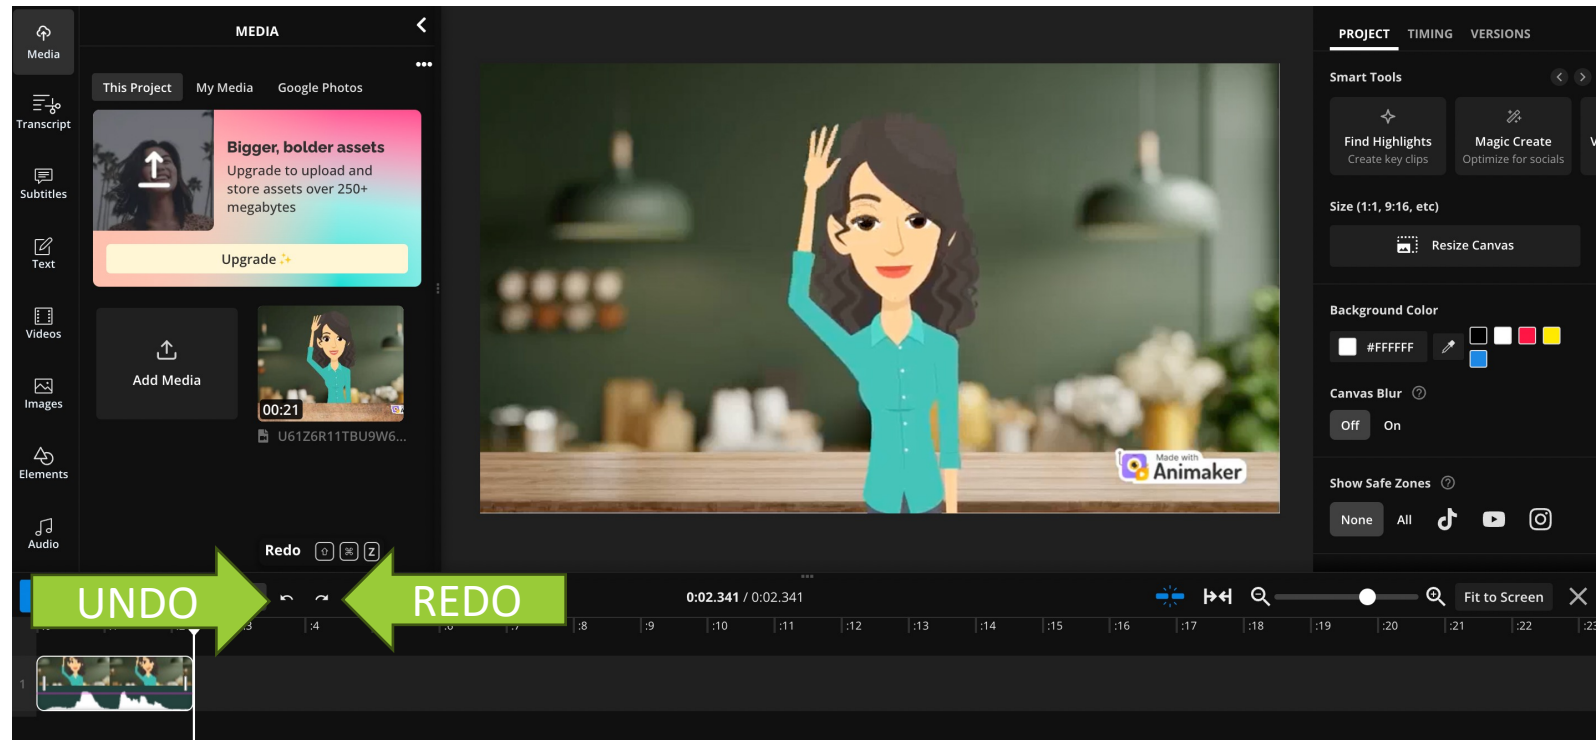 Media
Transcript
Subtitles
Text
Videos
Images
Elements
Audio
MEDIA
This Project My Media Google Photos
Bigger, bolder assets
Upgrade to upload and
store assets over 250+
megabytes
Upgrade
Add Media
00:21
U61Z6R11TBU9W6...
Redo ⇧ ⌘ Z
Made with
Animaker
PROJECT TIMING VERSIONS
Smart Tools
Find Highlights
Create key clips
Magic Create
Optimize for socials
V
Size (1:1, 9:16, etc)
Resize Canvas
Background Color
#FFFFFF
Canvas Blur ?
Off On
Show Safe Zones ?
None All
UNDO
REDO
0:02.341 / 0:02.341
Fit to Screen
:3 :4 :7 :8 :9 :10 :11 :12 :13 :14 :15 :16 :17 :18 :19 :20 :21 :22 :23
1